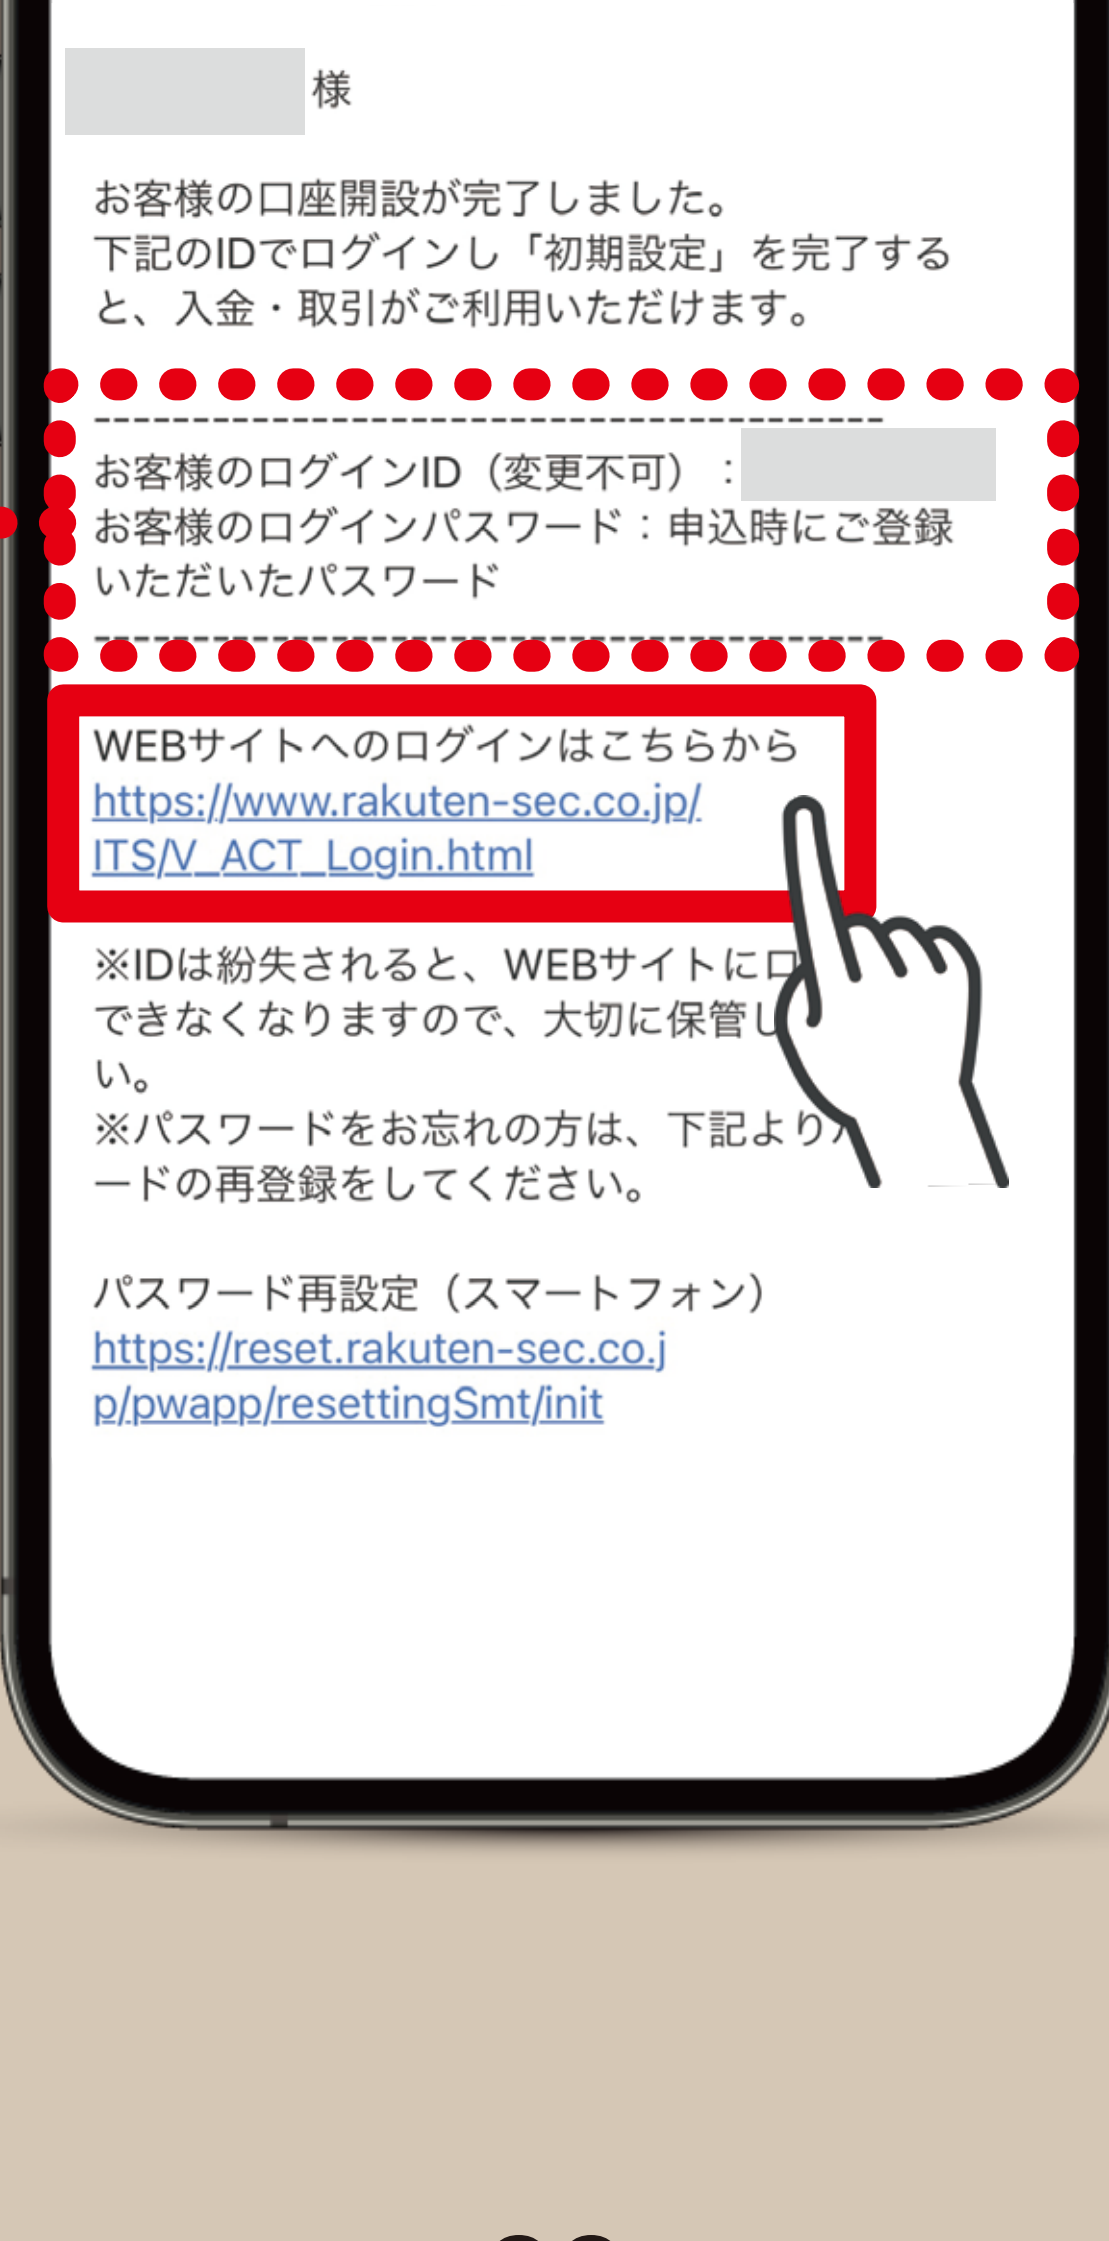 様
お客様の口座開設が完了しました。
下記のIDでログインし「初期設定」を完了する
と、入金・取引がご利用いただけます。
----------------------------------------
お客様のログインID（変更不可）：
お客様のログインパスワード：申込時にご登録
いただいたパスワード
----------------------------------------
WEBサイトへのログインはこちらから
https://www.rakuten-sec.co.jp/
ITS/V_ACT_Login.html
※IDは紛失されると、WEBサイトにロ
できなくなりますので、大切に保管し
い。
※パスワードをお忘れの方は、下記より
ードの再登録をしてください。
パスワード再設定（スマートフォン）
https://reset.rakuten-sec.co.j
p/pwapp/resettingSmt/init